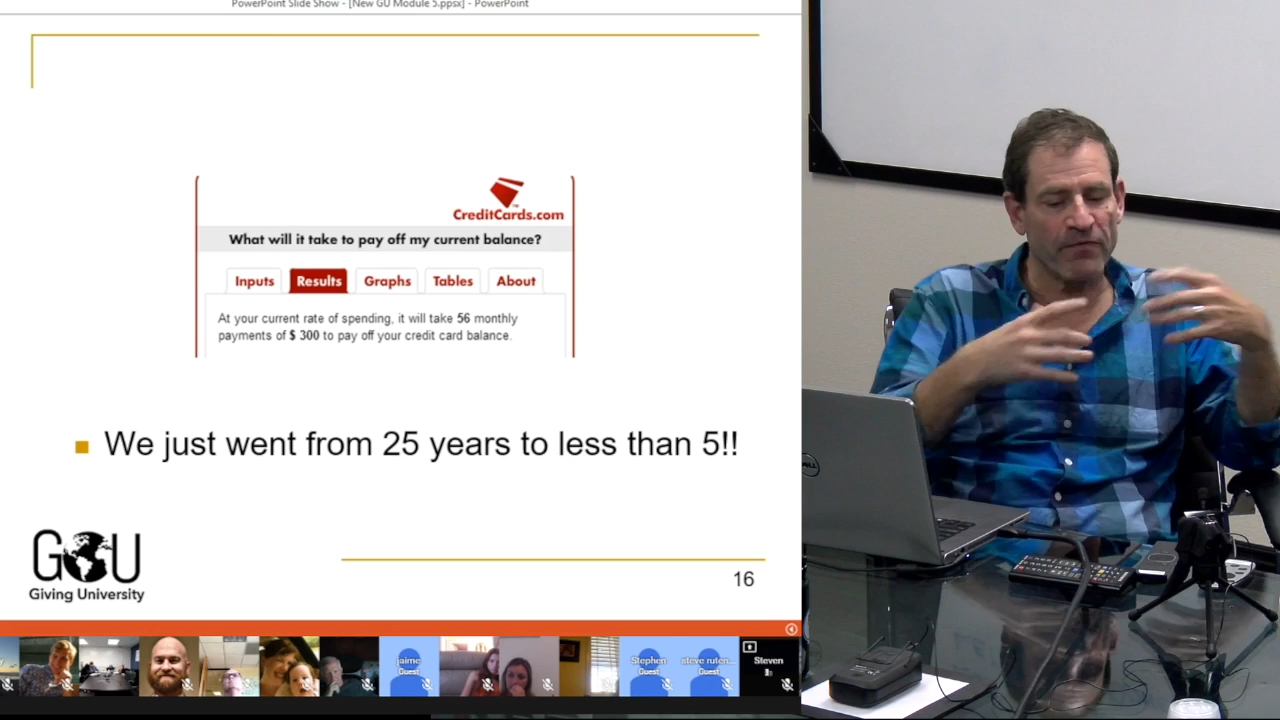 PowerPoint Slide Show - [New GU Module 5.ppsx] - PowerPoint
CreditCards.com
What will it take to pay off my current balance?
Inputs Results Graphs Tables About
At your current rate of spending, it will take 56 monthly
payments of $ 300 to pay off your credit card balance.
We just went from 25 years to less than 5!!
GU
Giving University
16
jaime
Guest
Stephen
Guest
steve ruten...
Guest
Steven
DELL